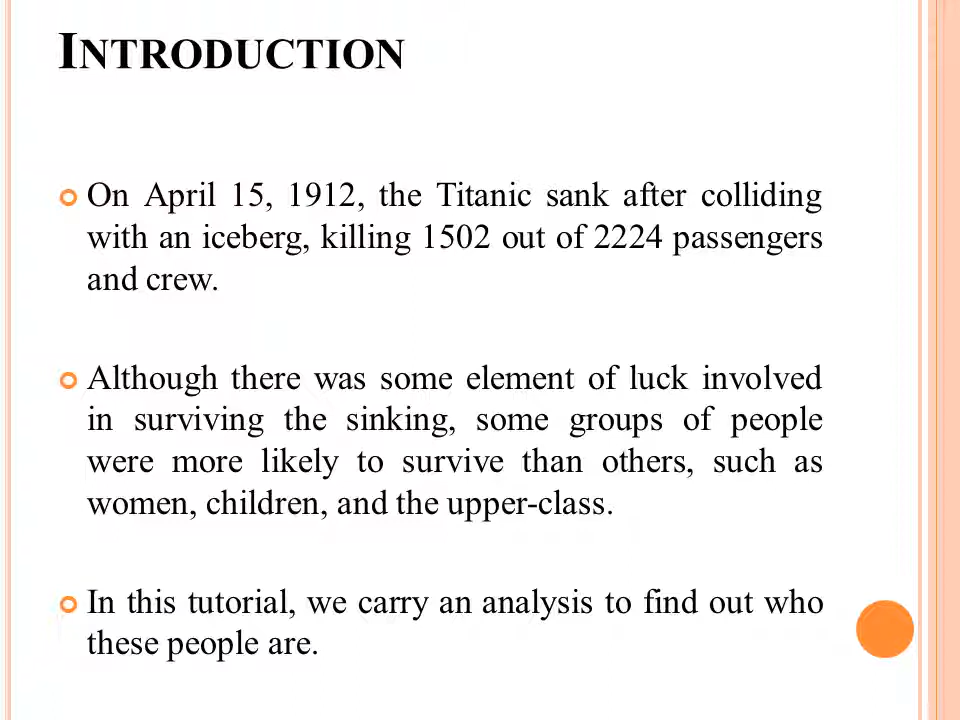 INTRODUCTION
On April 15, 1912, the Titanic sank after colliding
with an iceberg, killing 1502 out of 2224 passengers
and crew.
Although there was some element of luck involved
in surviving the sinking, some groups of people
were more likely to survive than others, such as
women, children, and the upper-class.
In this tutorial, we carry an analysis to find out who
these people are.